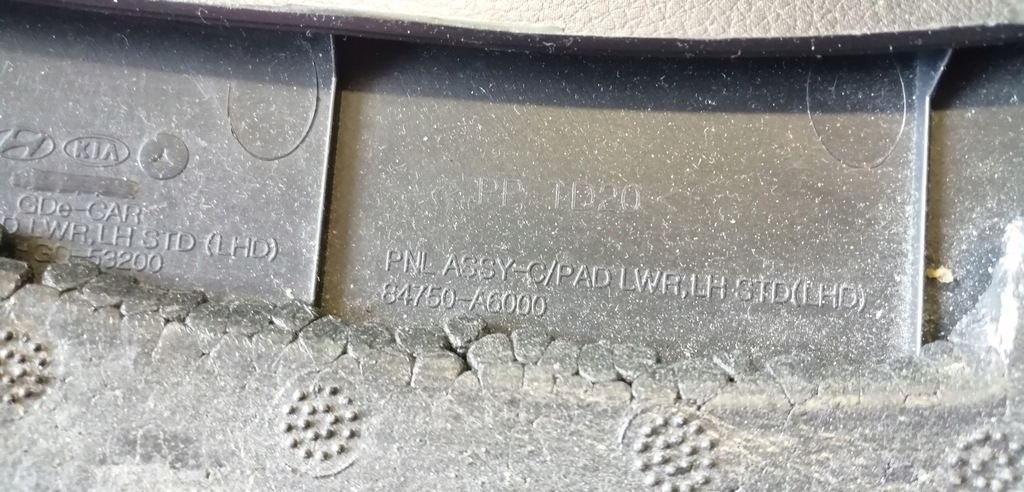 KIA
GDe-CAR
LWR,LH STD (LHD)
53200
PP TD20
PNL ASSY-C/PAD LWR,LH STD(LHD)
84750-A6000